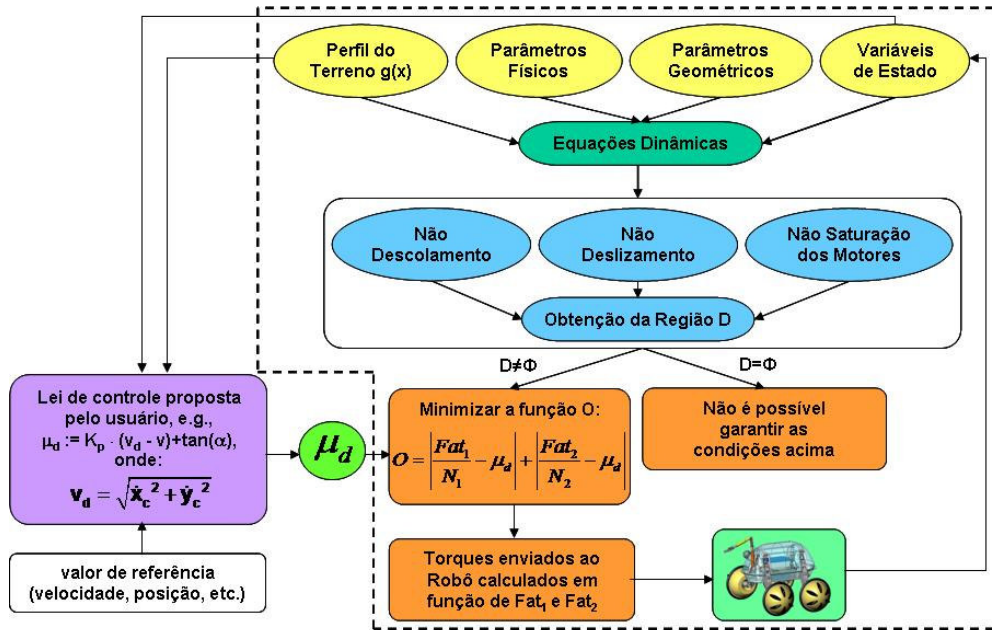 Perfil do
Terreno g(x)
Parâmetros
Físicos
Parâmetros
Geométricos
Variáveis
de Estado
Equações Dinâmicas
Não
Descolamento
Não
Deslizamento
Não Saturação
dos Motores
Obtenção da Região D
D≠Φ
D=Φ
Lei de controle proposta
pelo usuário, e.g.,
μd := Kp · (vd - v)+tan(α),
onde:
vd = √(ẋc² + ẏc²)
μd
Minimizar a função O:
O = |Fat1/N1 − μd| + |Fat2/N2 − μd|
Não é possível
garantir as
condições acima
valor de referência
(velocidade, posição, etc.)
Torques enviados ao
Robô calculados em
função de Fat1 e Fat2